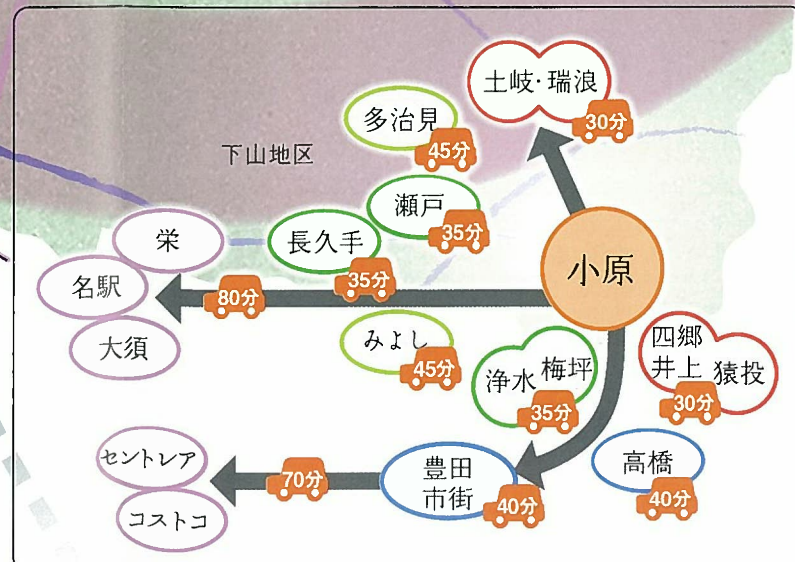 土岐・瑞浪
30分
多治見
45分
下山地区
瀬戸
35分
栄
長久手
35分
小原
名駅
80分
大須
みよし
45分
浄水 梅坪
35分
四郷
井上 猿投
30分
セントレア
コストコ
70分
豊田
市街
40分
高橋
40分